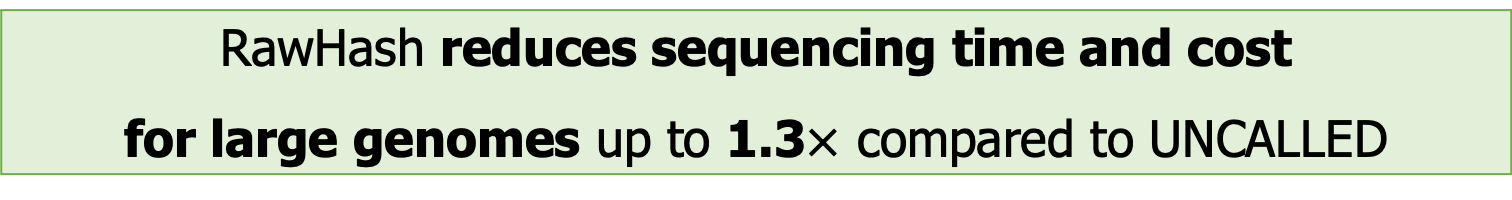 RawHash reduces sequencing time and cost
for large genomes up to 1.3× compared to UNCALLED